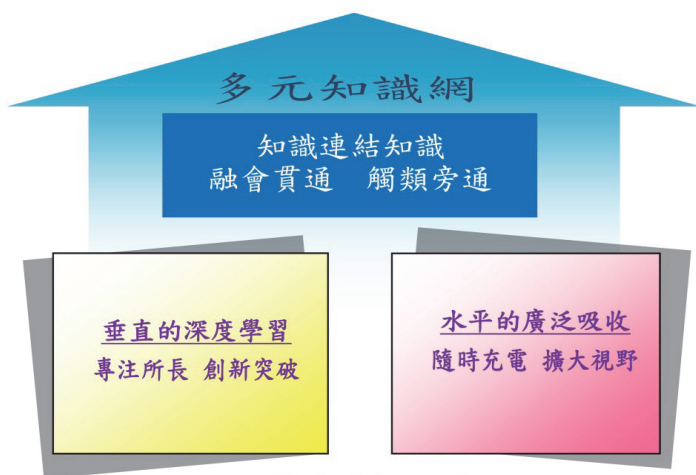 多元知識網
知識連結知識
融會貫通　觸類旁通
垂直的深度學習
專注所長 創新突破
水平的廣泛吸收
隨時充電 擴大視野